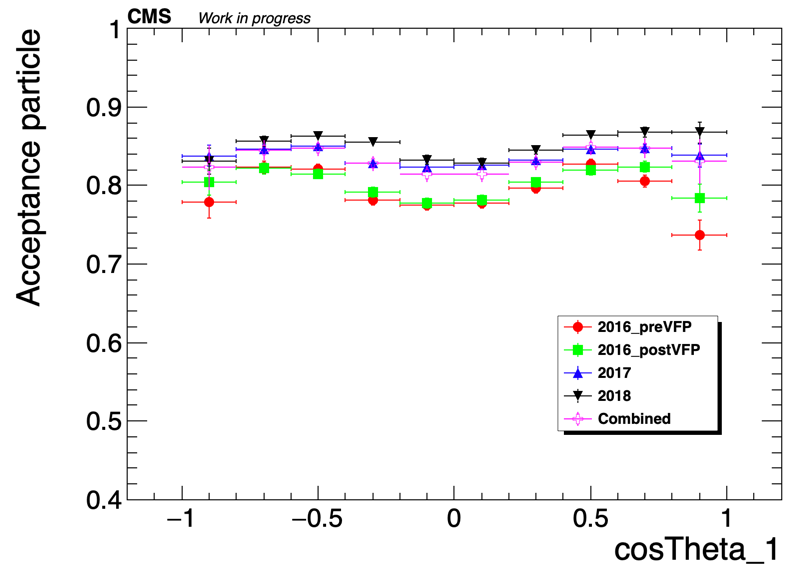 CMS Work in progress
Acceptance particle
1
0.9
0.8
0.7
0.6
0.5
0.4
2016_preVFP
2016_postVFP
2017
2018
Combined
−1 −0.5 0 0.5 1
cosTheta_1